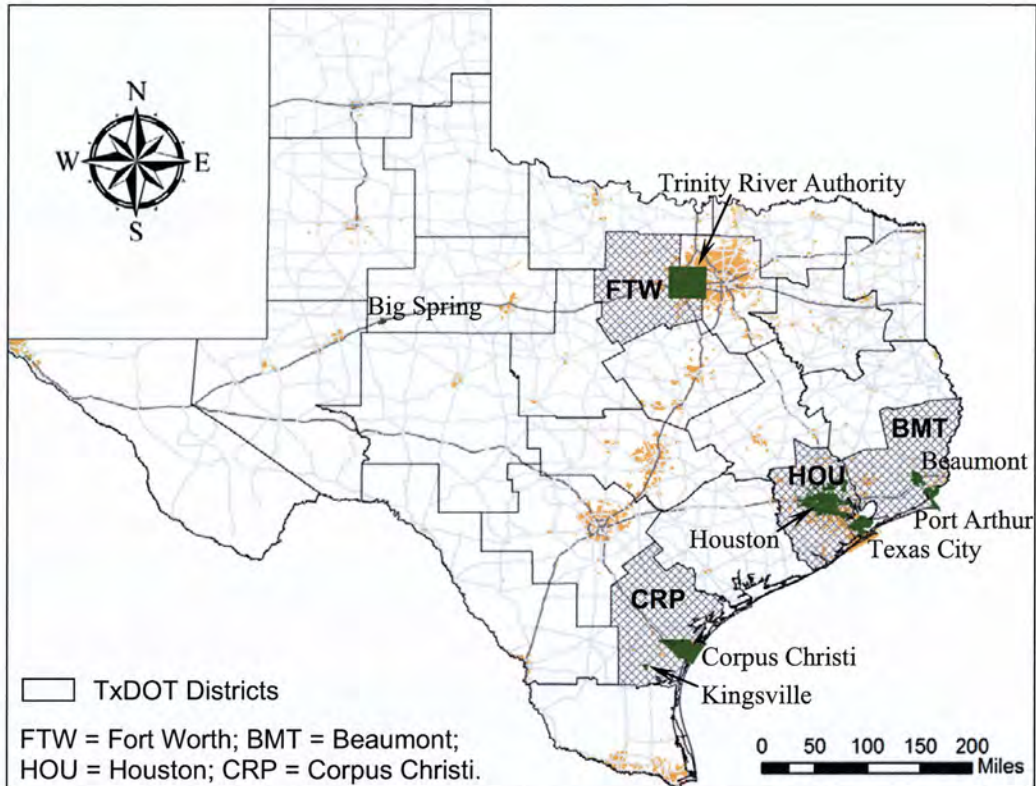 N
W E
S
Trinity River Authority
FTW
Big Spring
BMT
Beaumont
HOU
Port Arthur
Houston
Texas City
CRP
Corpus Christi
Kingsville
TxDOT Districts
FTW = Fort Worth; BMT = Beaumont;
HOU = Houston; CRP = Corpus Christi.
0 50 100 150 200
Miles